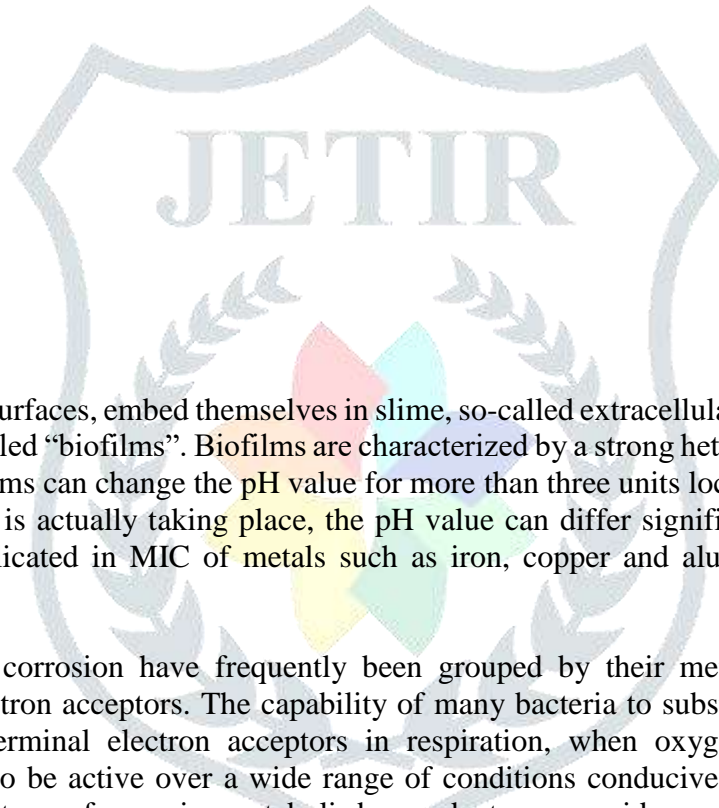 JETIR
urfaces, embed themselves in slime, so-called extracellula
led “biofilms”. Biofilms are characterized by a strong het
ms can change the pH value for more than three units loc
is actually taking place, the pH value can differ signifi
licated in MIC of metals such as iron, copper and alu
corrosion have frequently been grouped by their me
tron acceptors. The capability of many bacteria to subs
erminal electron acceptors in respiration, when oxyg
o be active over a wide range of conditions conducive